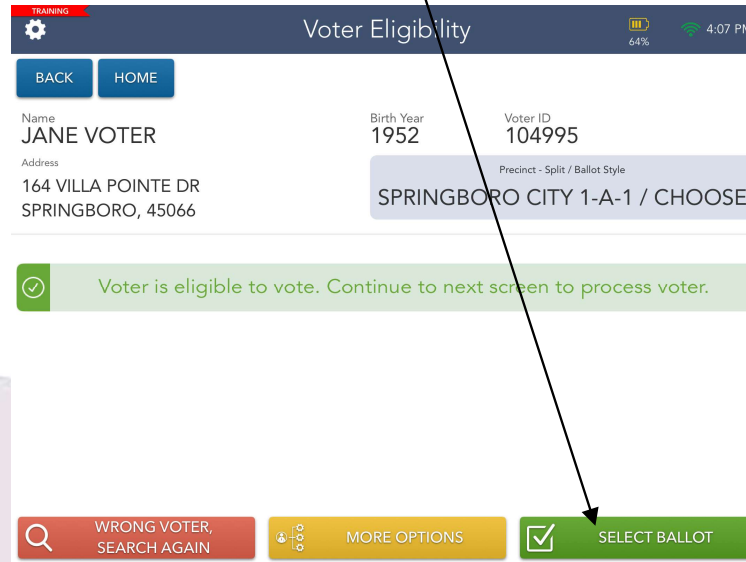 TRAINING
Voter Eligibility
64%
4:07 PM
BACK
HOME
Name
JANE VOTER
Birth Year
1952
Voter ID
104995
Address
164 VILLA POINTE DR
SPRINGBORO, 45066
Precinct - Split / Ballot Style
SPRINGBORO CITY 1-A-1 / CHOOSE
Voter is eligible to vote. Continue to next screen to process voter.
WRONG VOTER,
SEARCH AGAIN
MORE OPTIONS
SELECT BALLOT